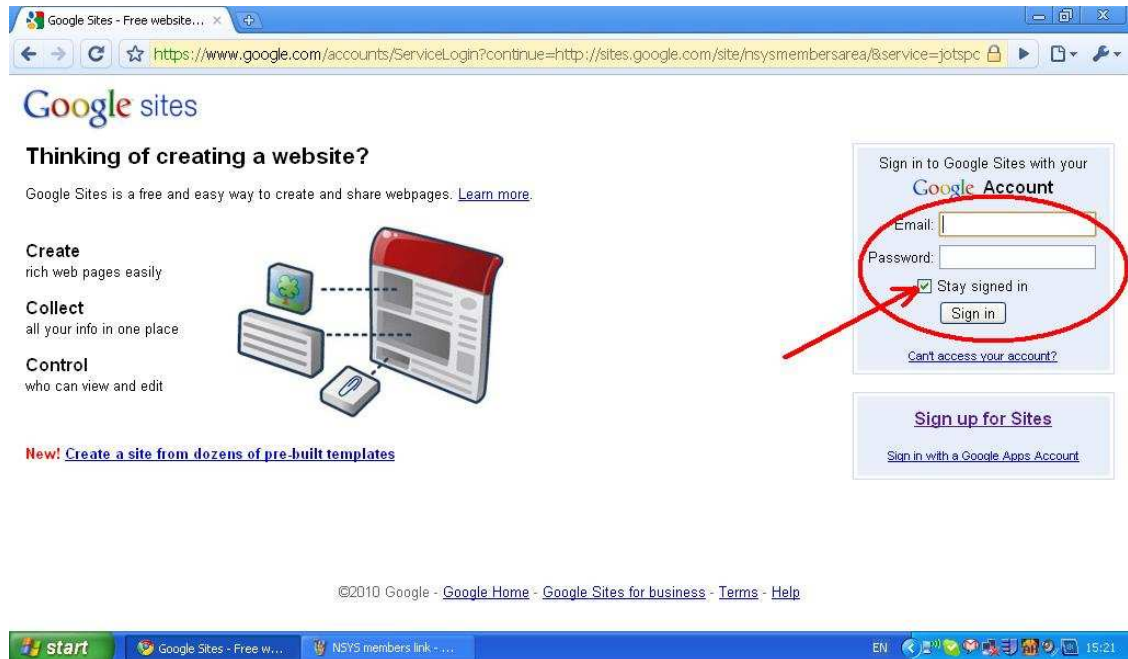 Google Sites - Free website...
https://www.google.com/accounts/ServiceLogin?continue=http://sites.google.com/site/nsysmembersarea/&service=jotspc
Google sites
Thinking of creating a website?
Google Sites is a free and easy way to create and share webpages. Learn more.
Create
rich web pages easily
Collect
all your info in one place
Control
who can view and edit
New! Create a site from dozens of pre-built templates
Sign in to Google Sites with your
Google Account
Email:
Password:
Stay signed in
Sign in
Can't access your account?
Sign up for Sites
Sign in with a Google Apps Account
©2010 Google - Google Home - Google Sites for business - Terms - Help
start
Google Sites - Free w...
NSYS members link - ...
EN
15:21